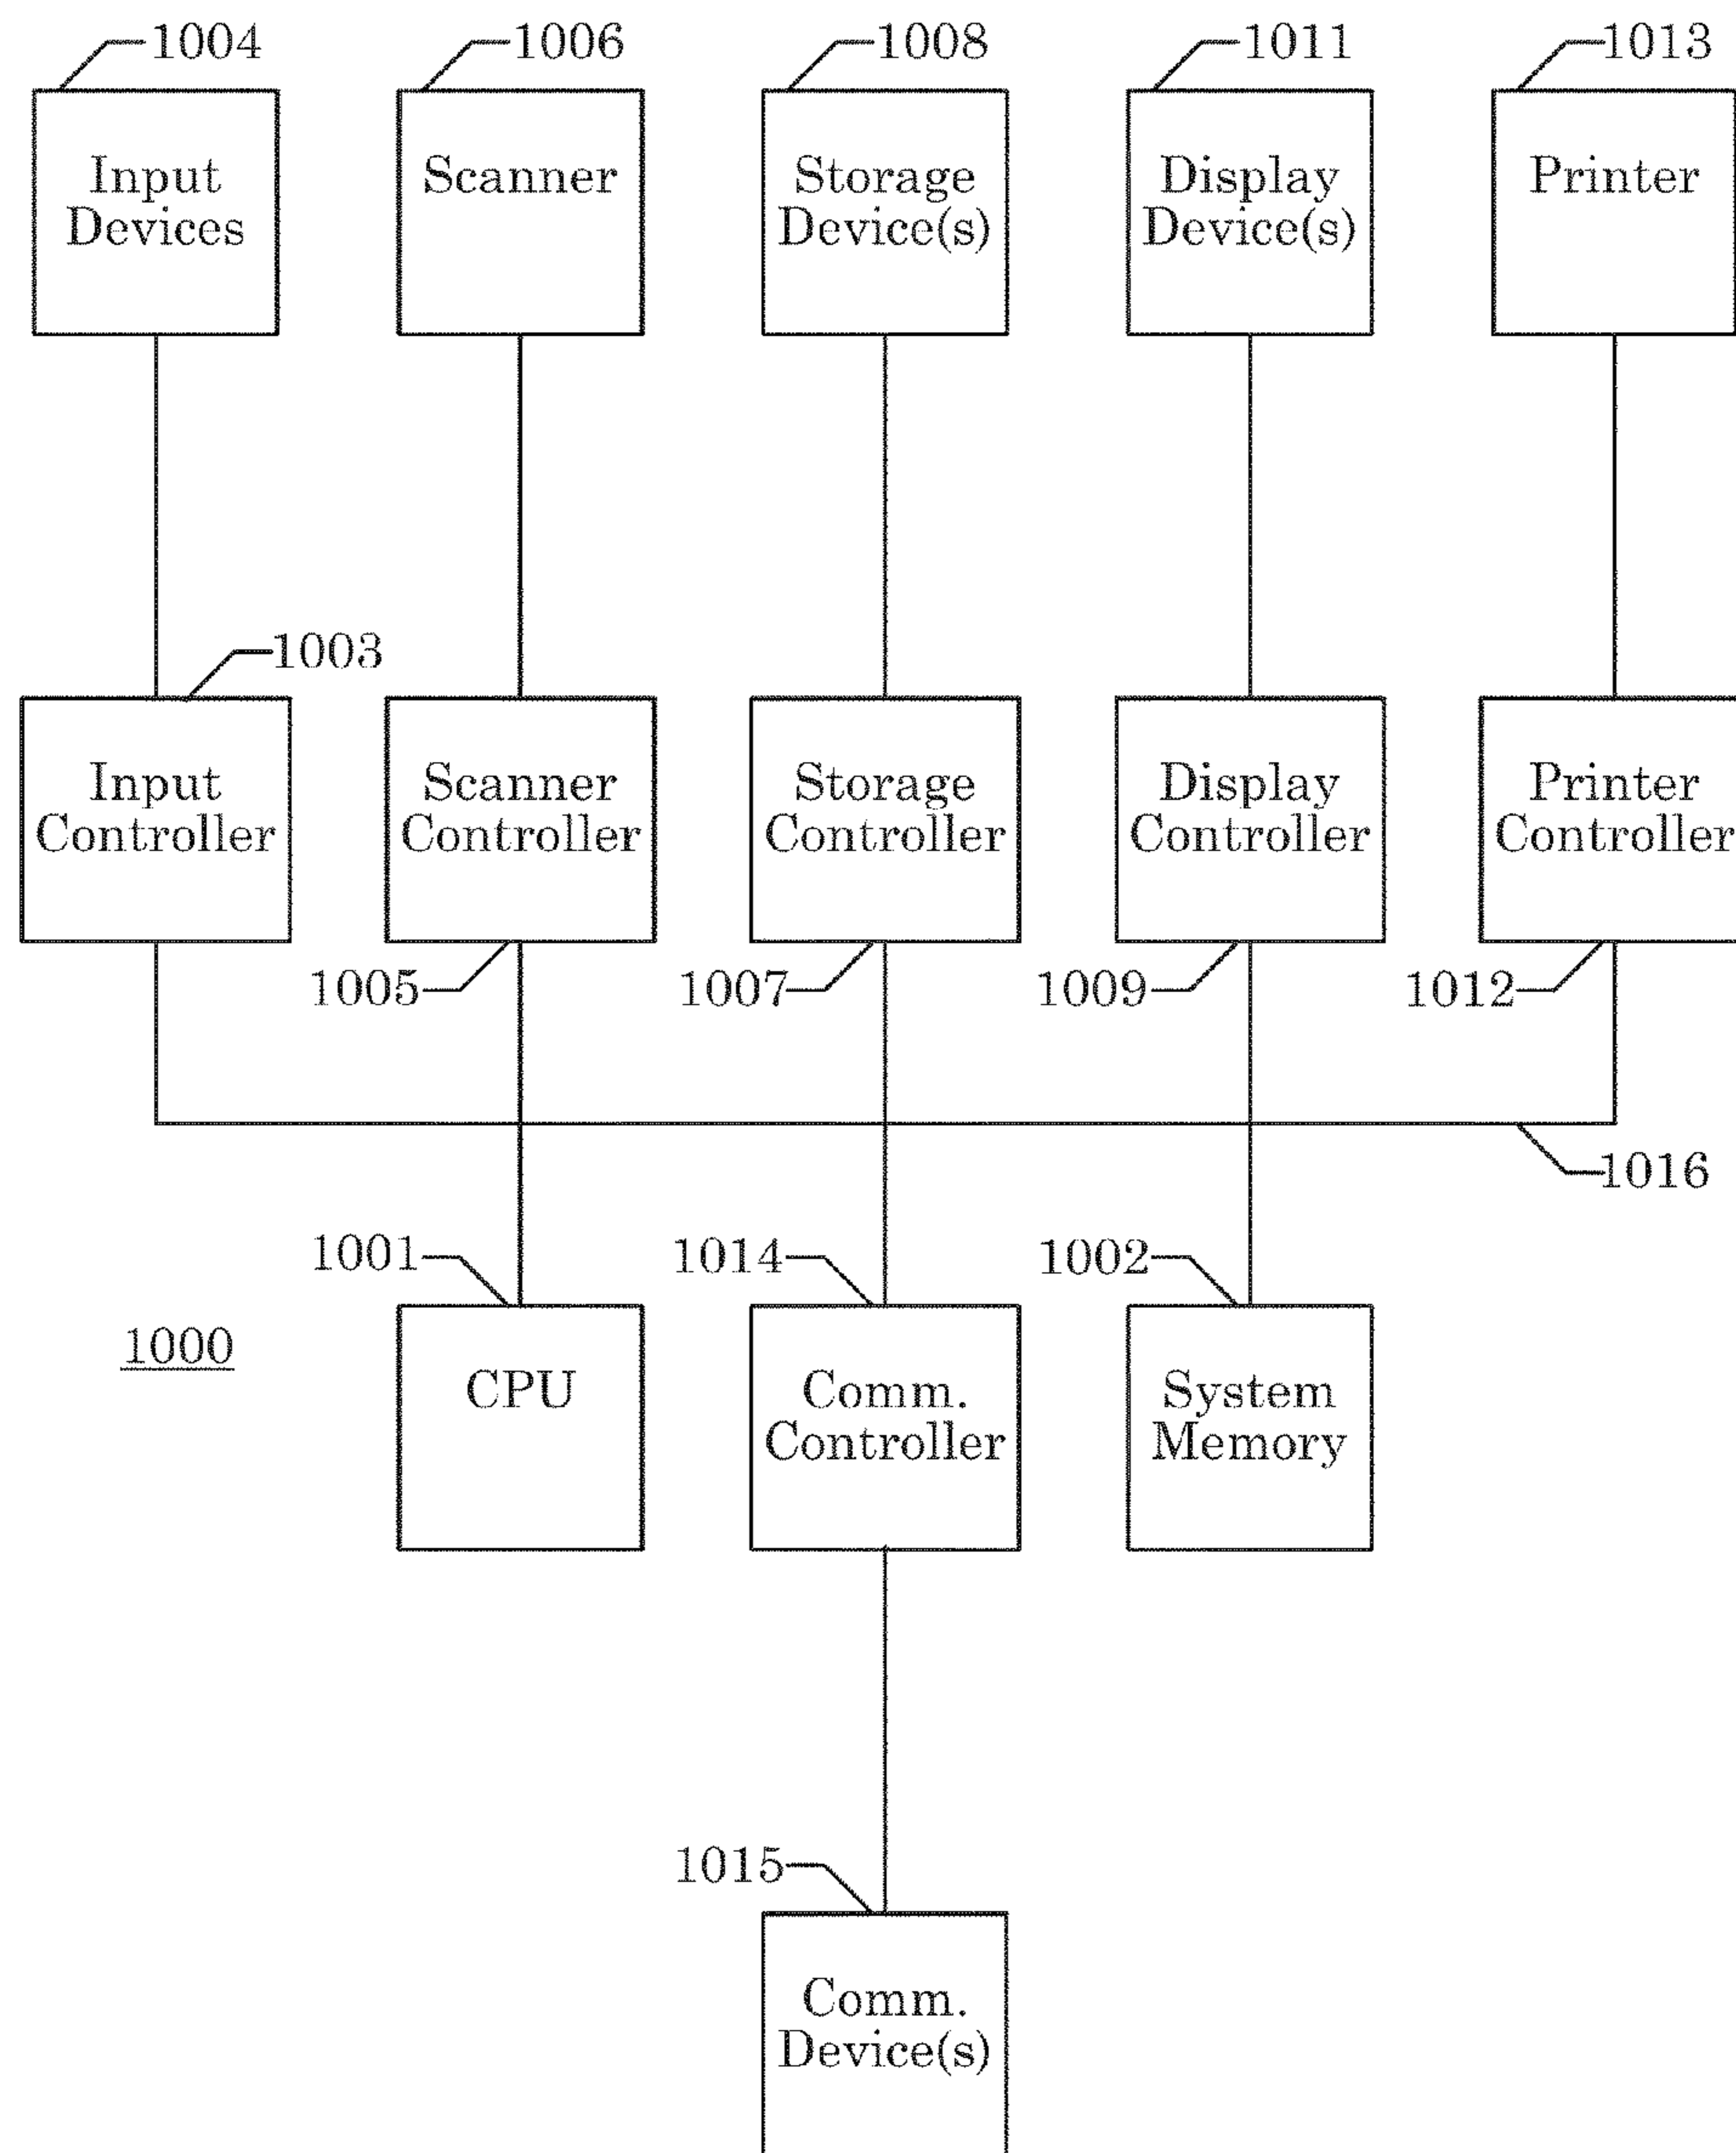 1004
1006
1008
1011
1013
Input
Devices
Scanner
Storage
Device(s)
Display
Device(s)
Printer
1003
Input
Controller
Scanner
Controller
Storage
Controller
Display
Controller
Printer
Controller
1005
1007
1009
1012
1016
1001
1014
1002
1000
CPU
Comm.
Controller
System
Memory
1015
Comm.
Device(s)